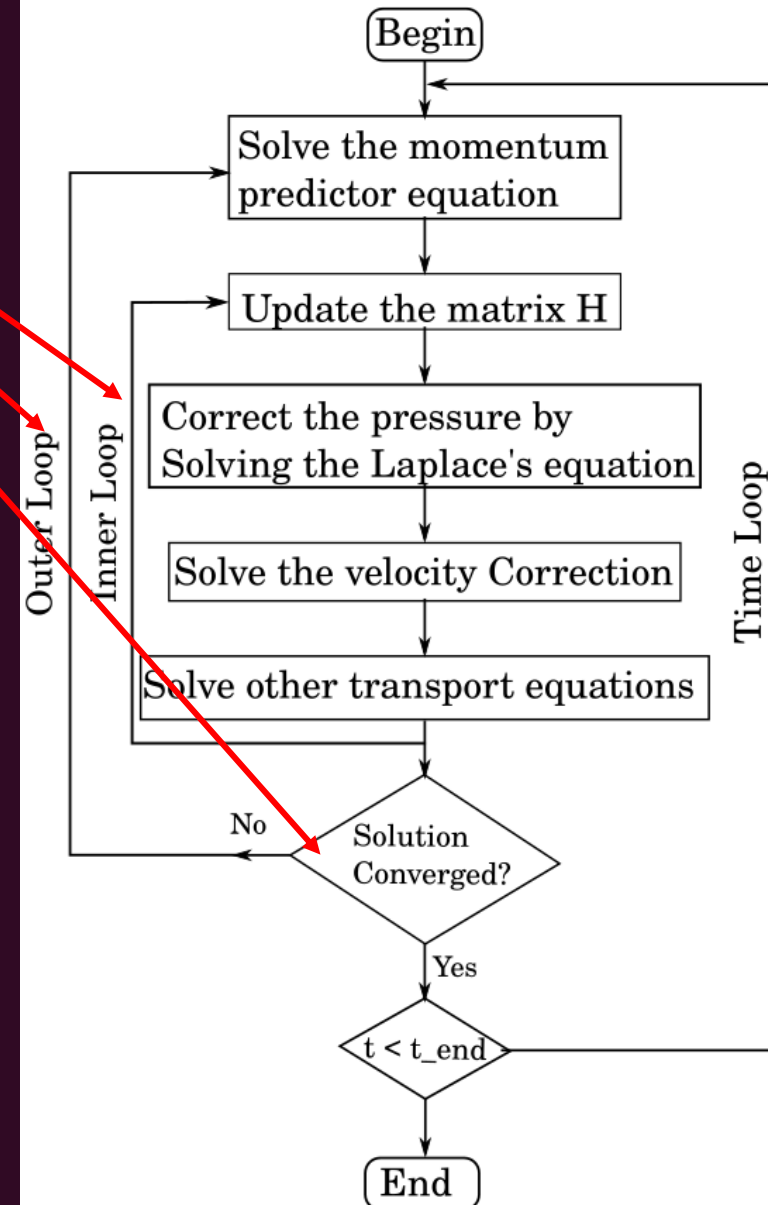 Begin
Solve the momentum
predictor equation
Update the matrix H
Correct the pressure by
Solving the Laplace's equation
Outer Loop
Inner Loop
Time Loop
Solve the velocity Correction
Solve other transport equations
No
Solution
Converged?
Yes
t < t_end
End